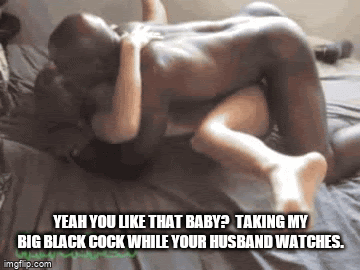 YEAH YOU LIKE THAT BABY? TAKING MY
BIG BLACK COCK WHILE YOUR HUSBAND WATCHES.
imgflip.com